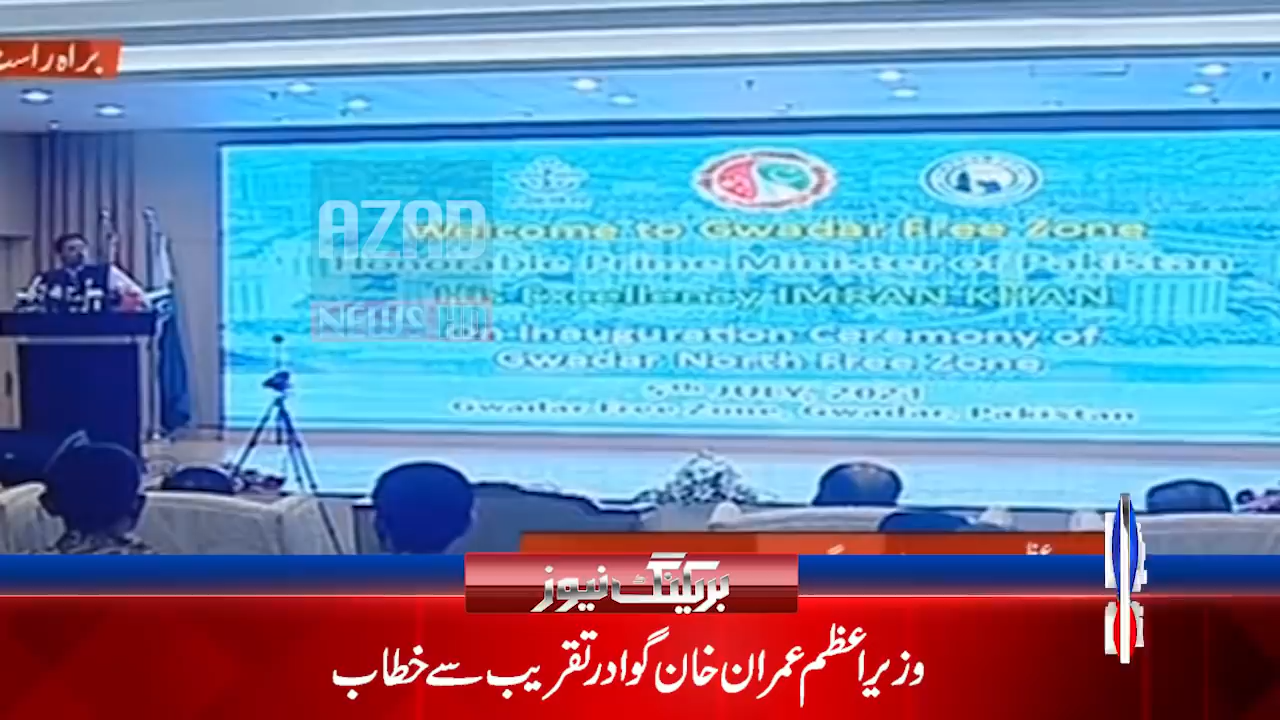 براہ راست
AZAD
NEWS HD
Welcome to Gwadar Free Zone
Honorable Prime Minister of Pakistan
His Excellency IMRAN KHAN
on Inauguration Ceremony of
Gwadar North Free Zone
5th JULY, 2021
Gwadar Free Zone, Gwadar, Pakistan
بریکنگ نیوز
وزیراعظم عمران خان گوادر تقریب سے خطاب